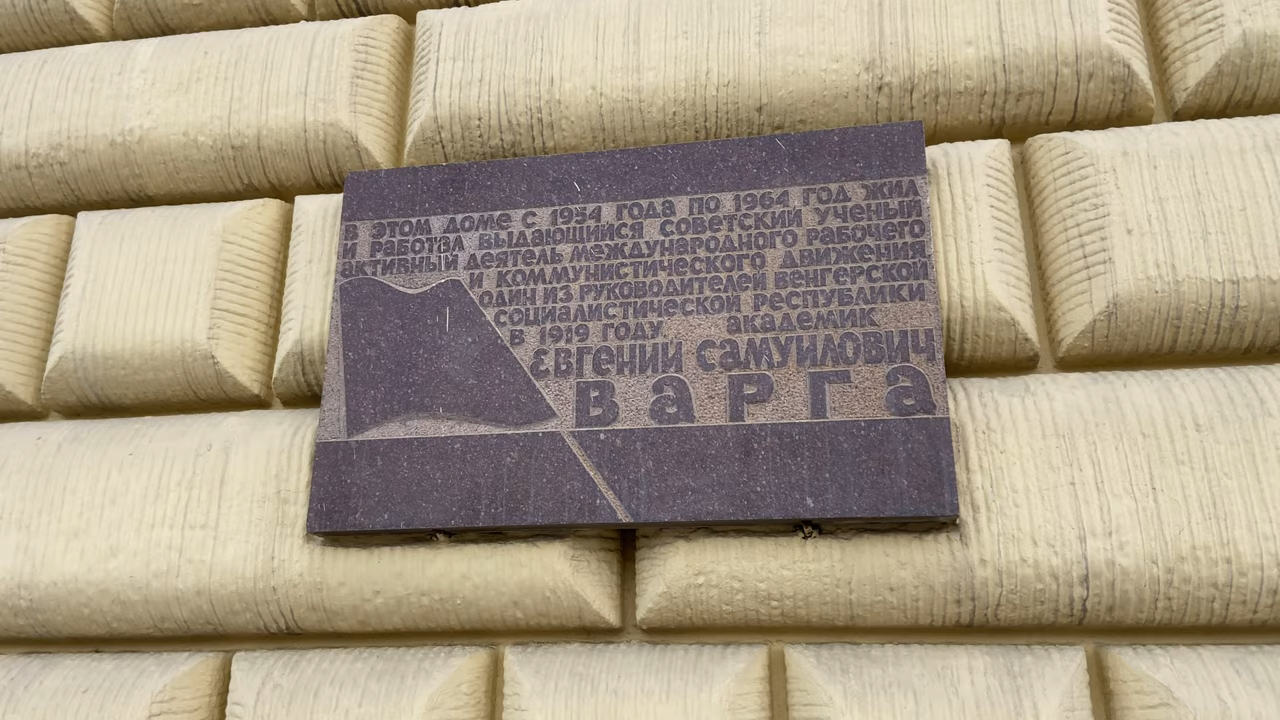 В ЭТОМ ДОМЕ С 1954 ГОДА ПО 1964 ГОД ЖИЛ
И РАБОТАЛ ВЫДАЮЩИЙСЯ СОВЕТСКИЙ УЧЕНЫЙ
АКТИВНЫЙ ДЕЯТЕЛЬ МЕЖДУНАРОДНОГО РАБОЧЕГО
И КОММУНИСТИЧЕСКОГО ДВИЖЕНИЯ
ОДИН ИЗ РУКОВОДИТЕЛЕЙ ВЕНГЕРСКОЙ
СОЦИАЛИСТИЧЕСКОЙ РЕСПУБЛИКИ
В 1919 ГОДУ АКАДЕМИК
ЕВГЕНИЙ САМУИЛОВИЧ
ВАРГА